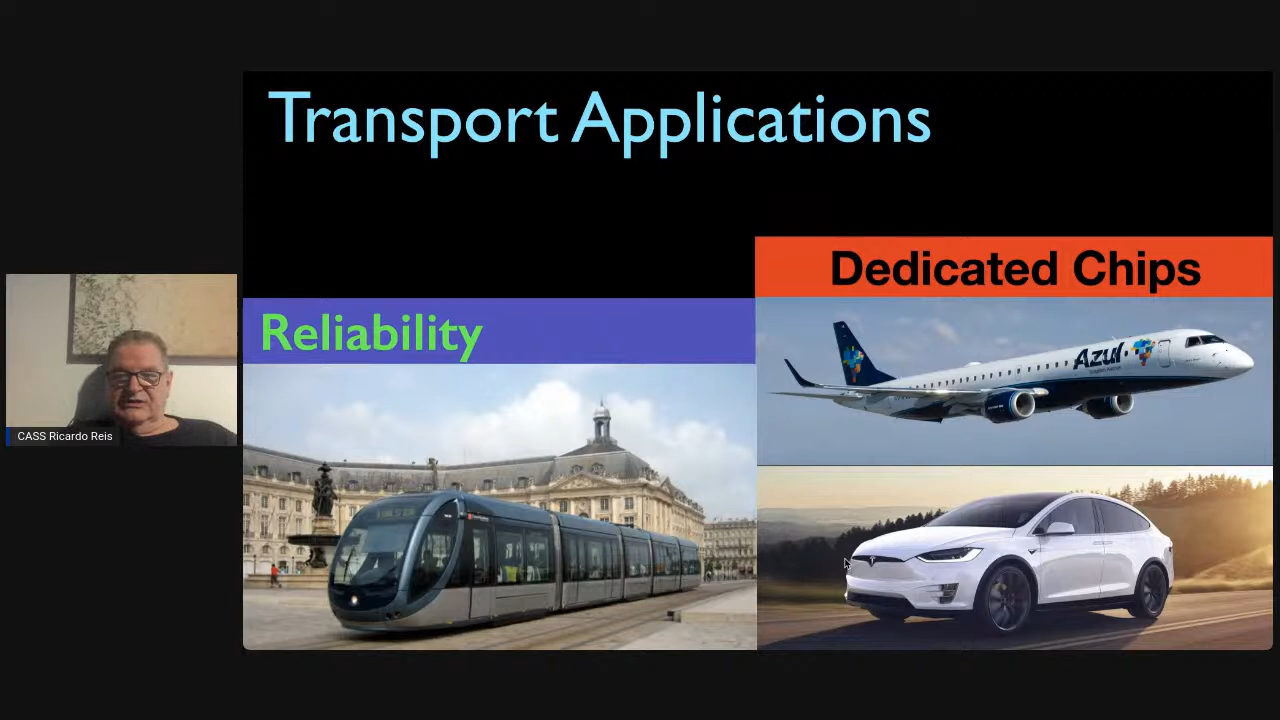 Transport Applications
Dedicated Chips
Reliability
Azul
CASS Ricardo Reis